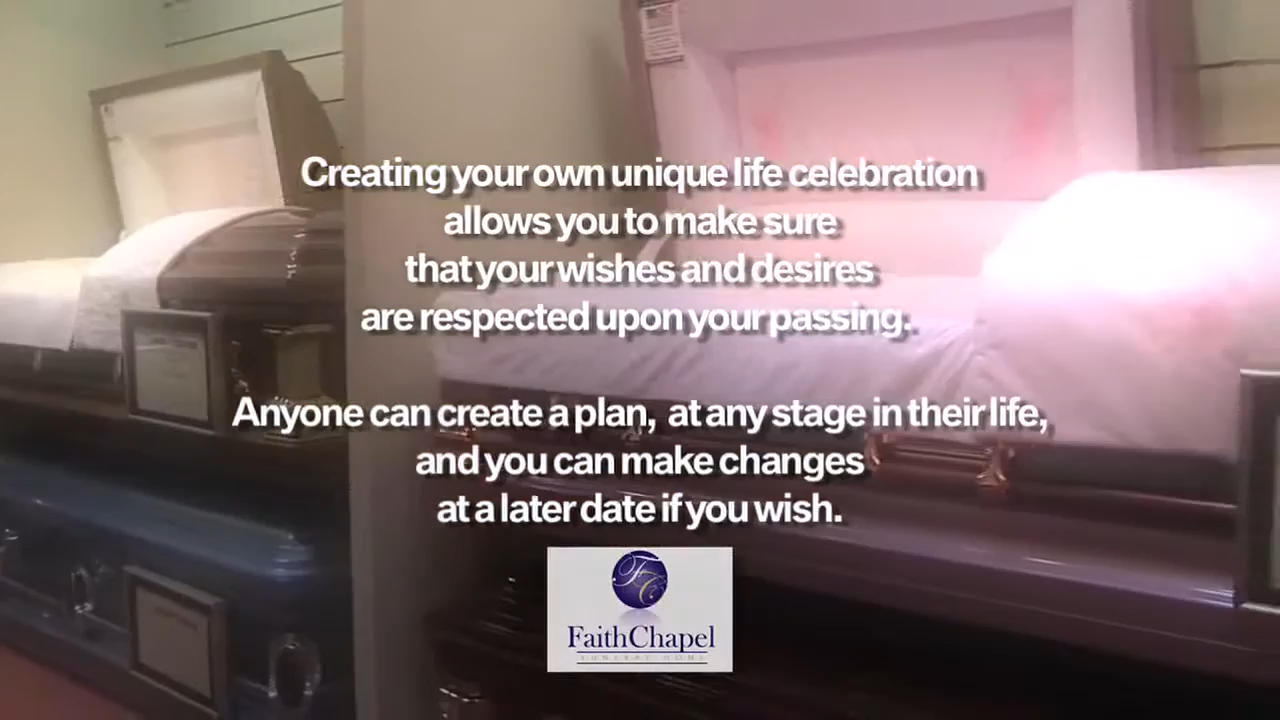 Creating your own unique life celebration
allows you to make sure
that your wishes and desires
are respected upon your passing.
Anyone can create a plan, at any stage in their life,
and you can make changes
at a later date if you wish.
FC
FaithChapel
FUNERAL HOME